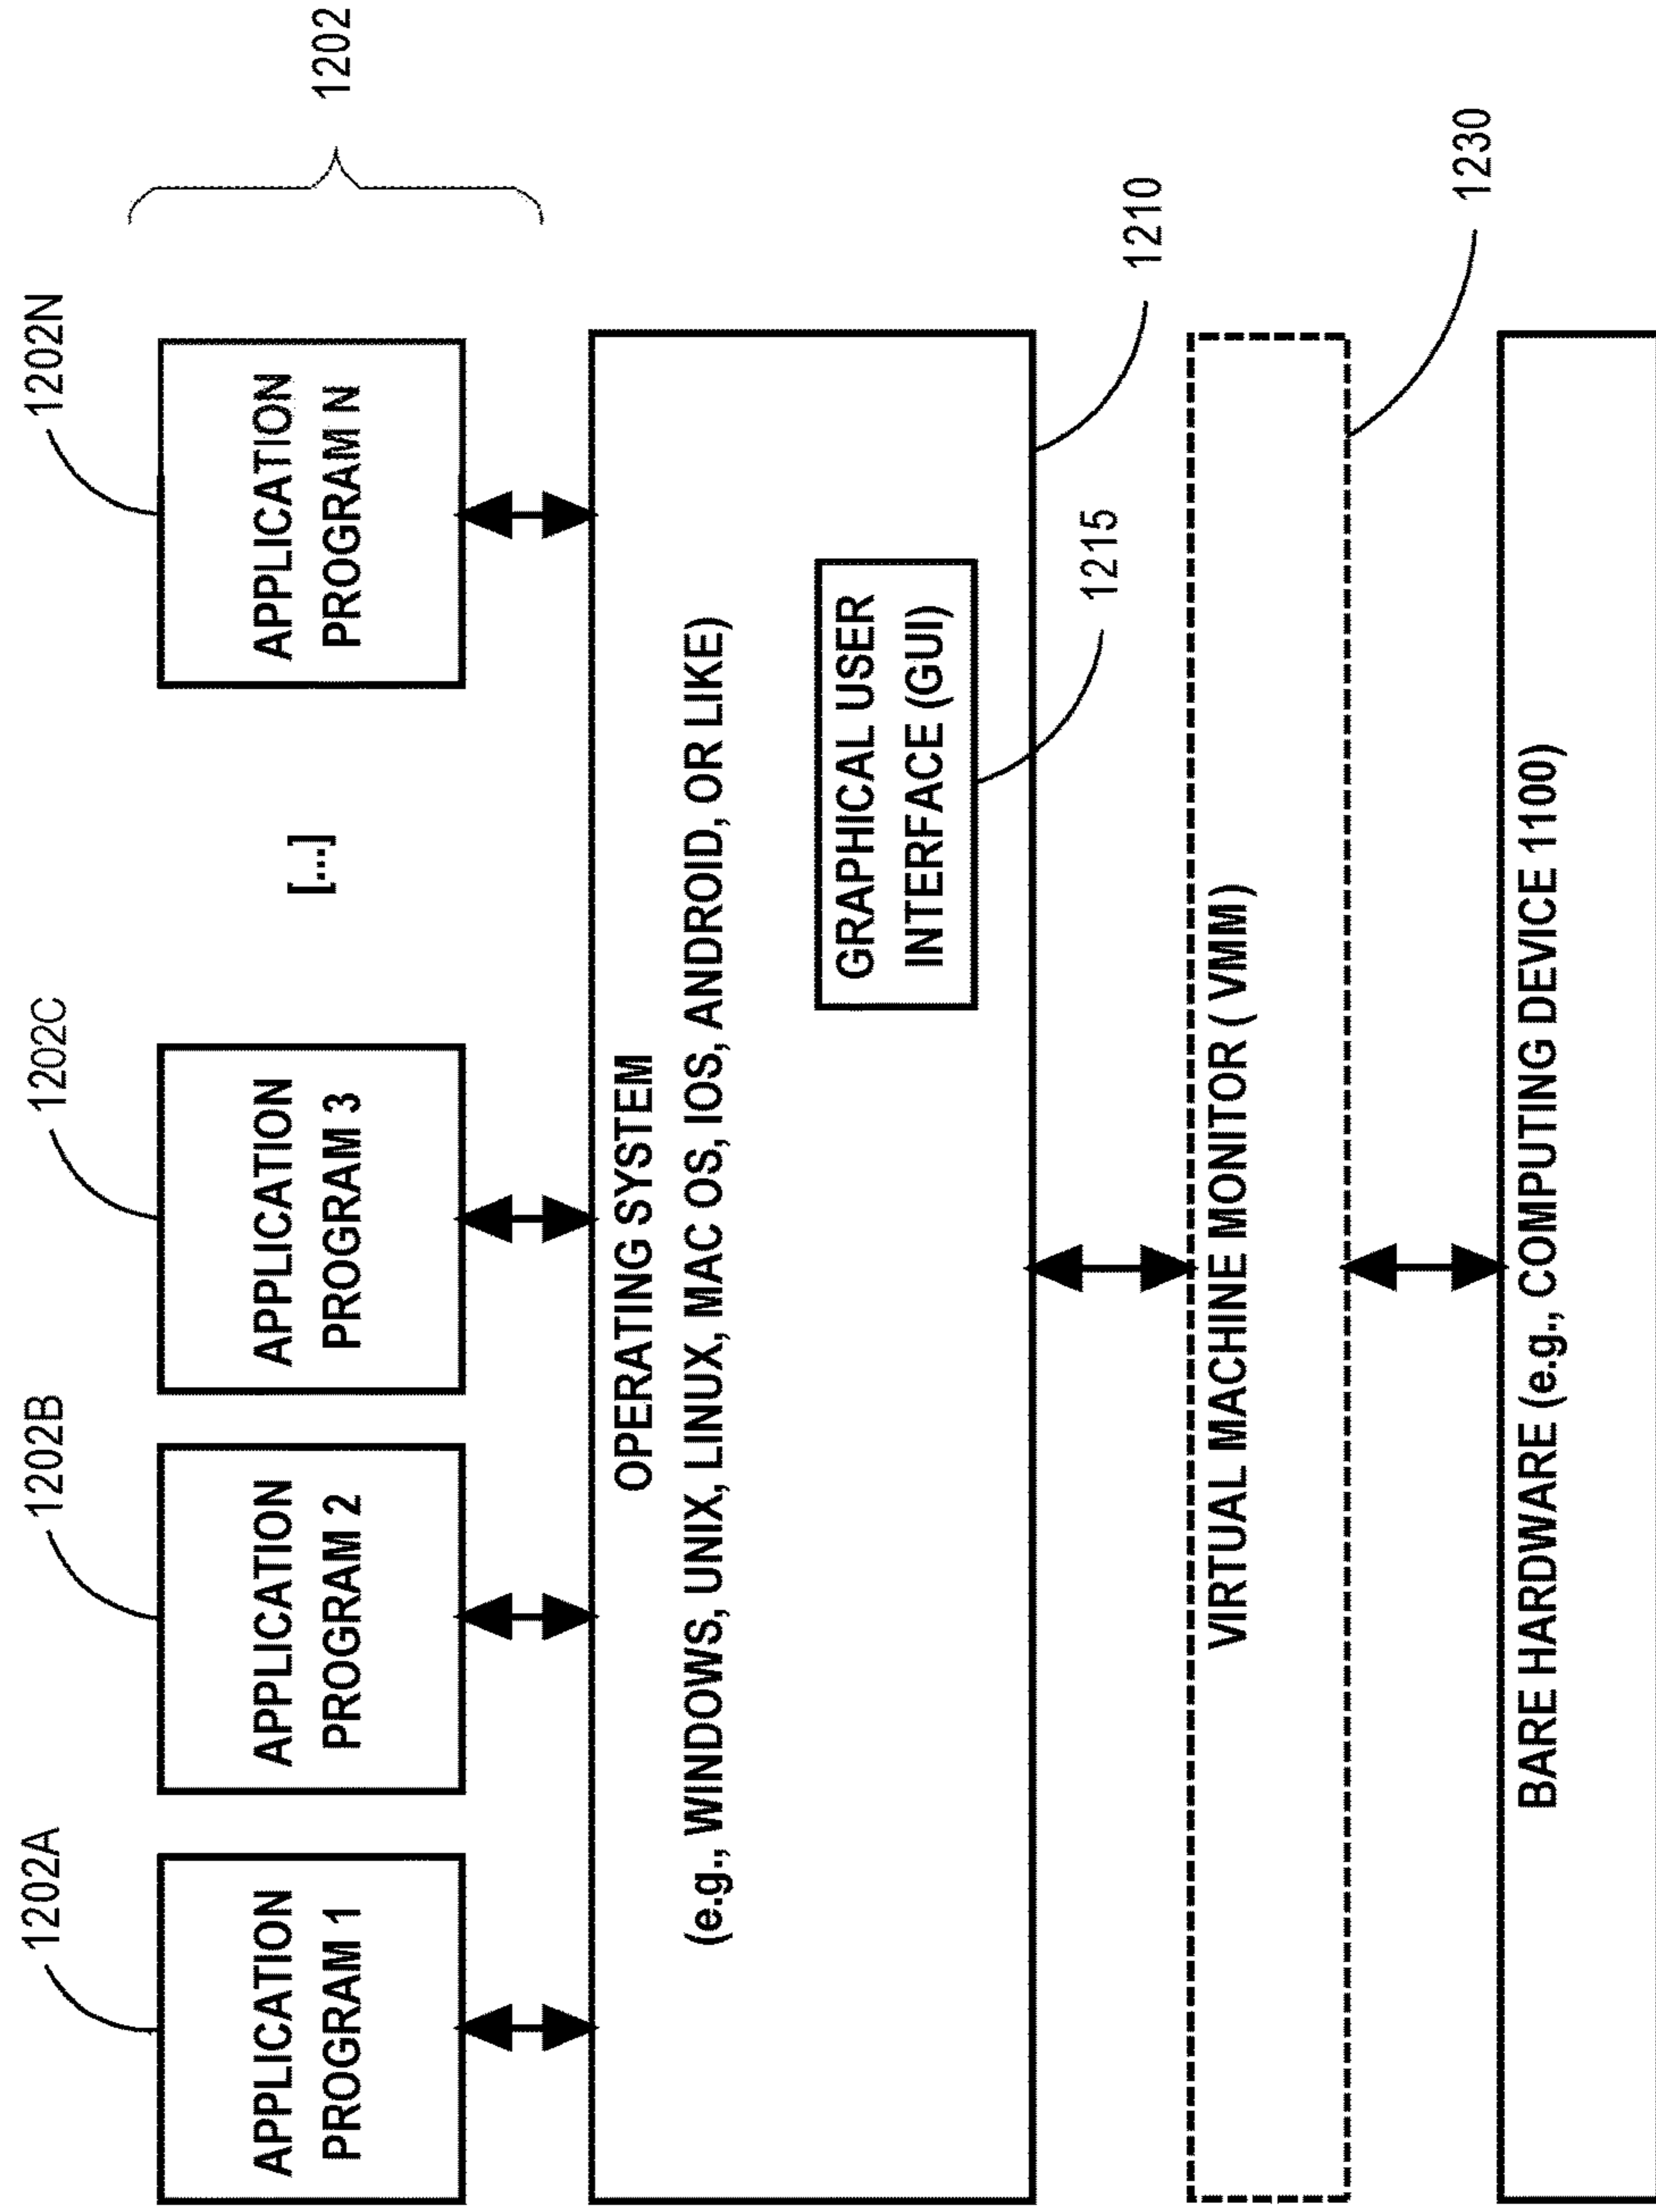 1202A
1202B
1202C
1202N
1202
APPLICATION
PROGRAM 1
APPLICATION
PROGRAM 2
APPLICATION
PROGRAM 3
[...]
APPLICATION
PROGRAM N
OPERATING SYSTEM
(e.g., WINDOWS, UNIX, LINUX, MAC OS, IOS, ANDROID, OR LIKE)
GRAPHICAL USER
INTERFACE (GUI)
1215
1210
VIRTUAL MACHINE MONITOR ( VMM)
1230
BARE HARDWARE (e.g., COMPUTING DEVICE 1100)